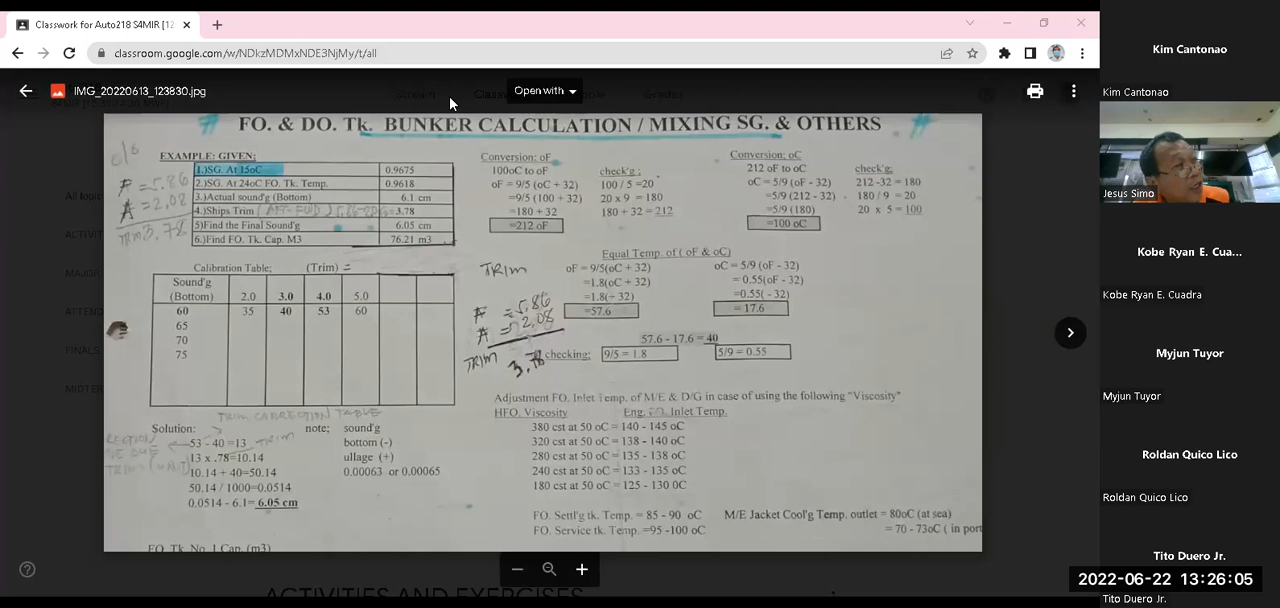 Classwork for Auto218 S4MIR [12
classroom.google.com/w/NDkzMDMxNDE3NjMy/t/all
IMG_20220613_123830.jpg
Open with
FO. & DO. Tk. BUNKER CALCULATION / MIXING SG. & OTHERS
EXAMPLE: GIVEN;
1.)SG. At 15oC 0.9675
2.)SG. At 24oC FO. Tk. Temp. 0.9618
3.)Actual sound'g (Bottom) 6.1 cm
4.)Ships Trim 3.78
5)Find the Final Sound'g 6.05 cm
6.)Find FO. Tk. Cap. M3 76.21 m3
F = 5.86
A = 2.08
TRIM 3.78
Conversion: oF
100oC to oF
oF = 9/5 (oC + 32)
=9/5 (100 + 32)
=180 + 32
=212 oF
check'g ;
100 / 5 =20
20 x 9 = 180
180 + 32 = 212
Conversion: oC
212 oF to oC
oC = 5/9 (oF - 32)
=5/9 (212 - 32)
=5/9 (180)
=100 oC
check'g:
212 -32 = 180
180 / 9 = 20
20 x 5 = 100
Calibration Table; (Trim) =
Sound'g
(Bottom) 2.0 3.0 4.0 5.0
60 35 40 53 60
65
70
75
TRIM
F = 5.86
A = 2.08
TRIM 3.78
Equal Temp. of ( oF & oC)
oF = 9/5(oC + 32)
=1.8(oC + 32)
=1.8(+ 32)
=57.6
oC = 5/9 (oF - 32)
= 0.55(oF - 32)
=0.55( - 32)
= 17.6
57.6 - 17.6 = 40
checking: 9/5 = 1.8 5/9 = 0.55
TRIM CARRECTION TABLE
Solution:
53 - 40 =13 TRIM
13 x .78=10.14
10.14 + 40=50.14
50.14 / 1000=0.0514
0.0514 - 6.1= 6.05 cm
note; sound'g
bottom (-)
ullage (+)
0.00063 or 0.00065
Adjustment FO. Inlet Temp. of M/E & D/G in case of using the following "Viscosity"
HFO. Viscosity Eng. FO. Inlet Temp.
380 cst at 50 oC = 140 - 145 oC
320 cst at 50 oC = 138 - 140 oC
280 cst at 50 oC = 135 - 138 oC
240 cst at 50 oC = 133 - 135 oC
180 cst at 50 oC = 125 - 130 0C
FO. Settl'g tk. Temp. = 85 - 90 oC
FO. Service tk. Temp. =95 -100 oC
M/E Jacket Cool'g Temp. outlet = 80oC (at sea)
= 70 - 73oC ( in port
FO. Tk. No. 1 Cap. (m3)
ACTIVITIES AND EXERCISES
Kim Cantonao
Kim Cantonao
Jesus Simo
Kobe Ryan E. Cua...
Kobe Ryan E. Cuadra
Myjun Tuyor
Myjun Tuyor
Roldan Quico Lico
Roldan Quico Lico
Tito Duero Jr.
2022-06-22 13:26:05
Tito Duero Jr.